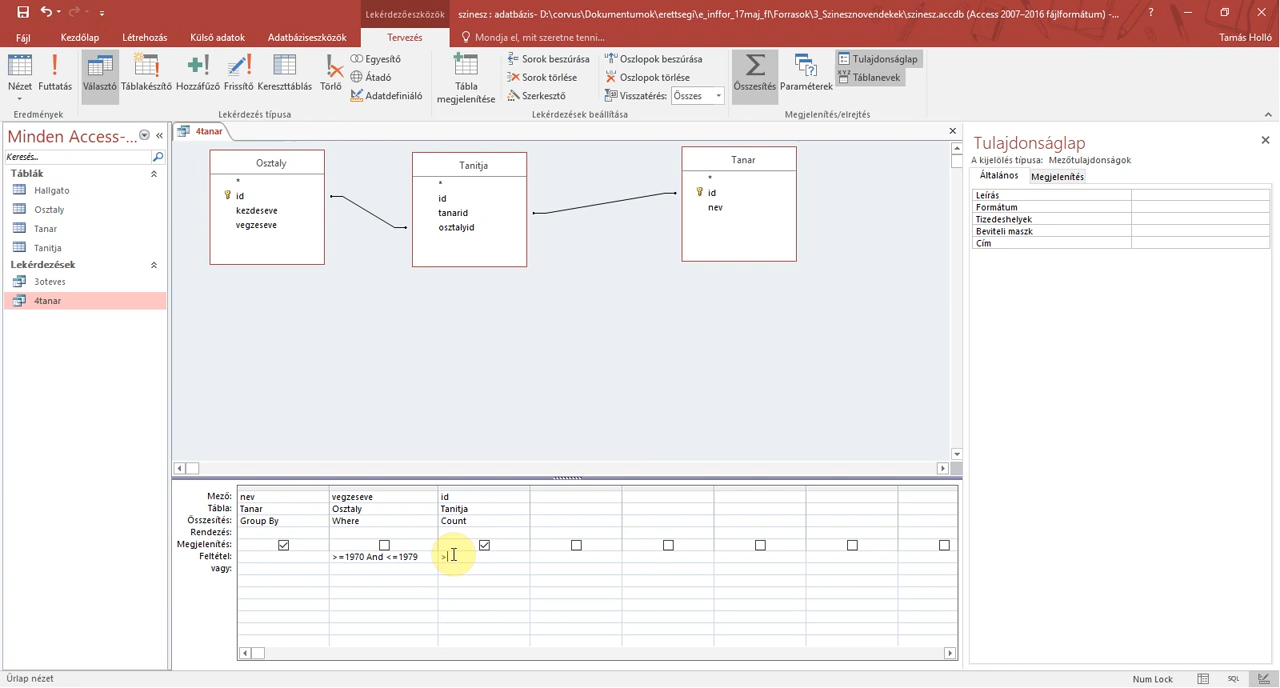 Lekérdezőeszközök
szinesz : adatbázis- D:\corvus\Dokumentumok\erettsegi\e_inffor_17maj_fl\Forrasok\3_Szinesznovendekek\szinesz.accdb (Access 2007–2016 fájlformátum) -...
?
Fájl
Kezdőlap
Létrehozás
Külső adatok
Adatbáziseszközök
Tervezés
Mondja el, mit szeretne tenni...
Tamás Holló
Nézet
Futtatás
Választó
Táblakészítő
Hozzáfűző
Frissítő
Kereszttáblás
Törlő
Egyesítő
Átadó
Adatdefiniáló
Tábla
megjelenítése
Sorok beszúrása
Sorok törlése
Szerkesztő
Oszlopok beszúrása
Oszlopok törlése
Visszatérés:
Összes
Összesítés
Paraméterek
Tulajdonságlap
XYZ
Táblanevek
Eredmények
Lekérdezés típusa
Lekérdezések beállítása
Megjelenítés/elrejtés
Minden Access-...
Keresés...
Táblák
Hallgato
Osztaly
Tanar
Tanitja
Lekérdezések
3oteves
4tanar
4tanar
Osztaly
*
id
kezdeseve
vegzeseve
Tanitja
*
id
tanarid
osztalyid
Tanar
*
id
nev
Mező: nev vegzeseve id
Tábla: Tanar Osztaly Tanitja
Összesítés: Group By Where Count
Rendezés:
Megjelenítés:
Feltétel: >=1970 And <=1979 >
vagy:
Tulajdonságlap
A kijelölés típusa: Mezőtulajdonságok
Általános
Megjelenítés
Leírás
Formátum
Tizedeshelyek
Beviteli maszk
Cím
Űrlap nézet
Num Lock
SQL